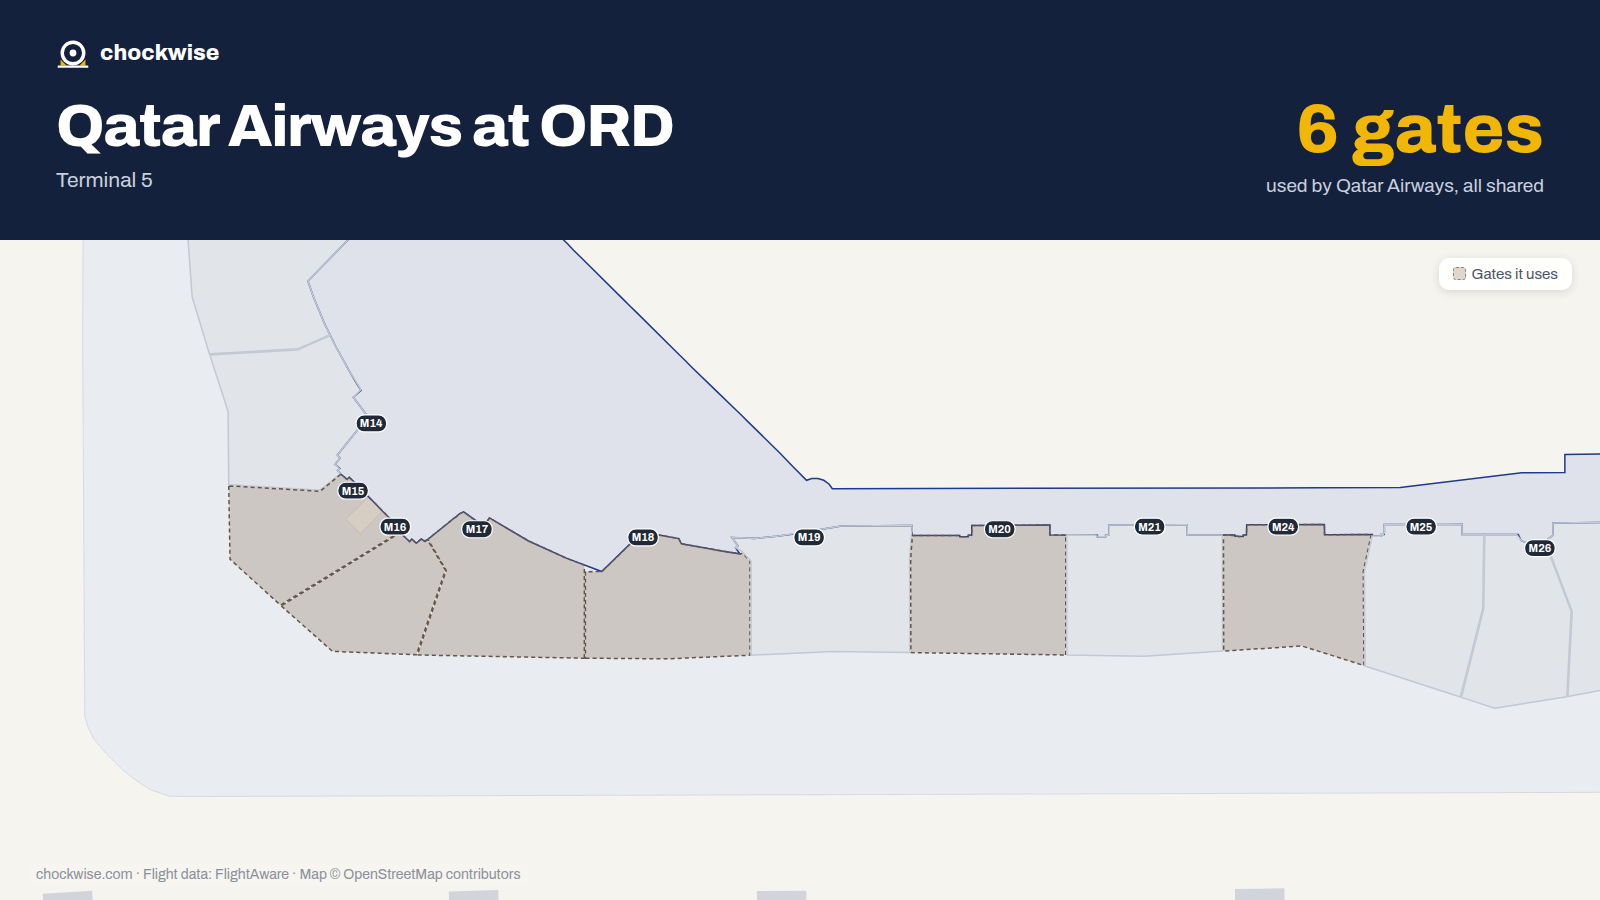 chockwise
Qatar Airways at ORD
Terminal 5
6 gates
used by Qatar Airways, all shared
Gates it uses
M14
M15
M16
M17
M18
M19
M20
M21
M24
M25
M26
chockwise.com · Flight data: FlightAware · Map © OpenStreetMap contributors